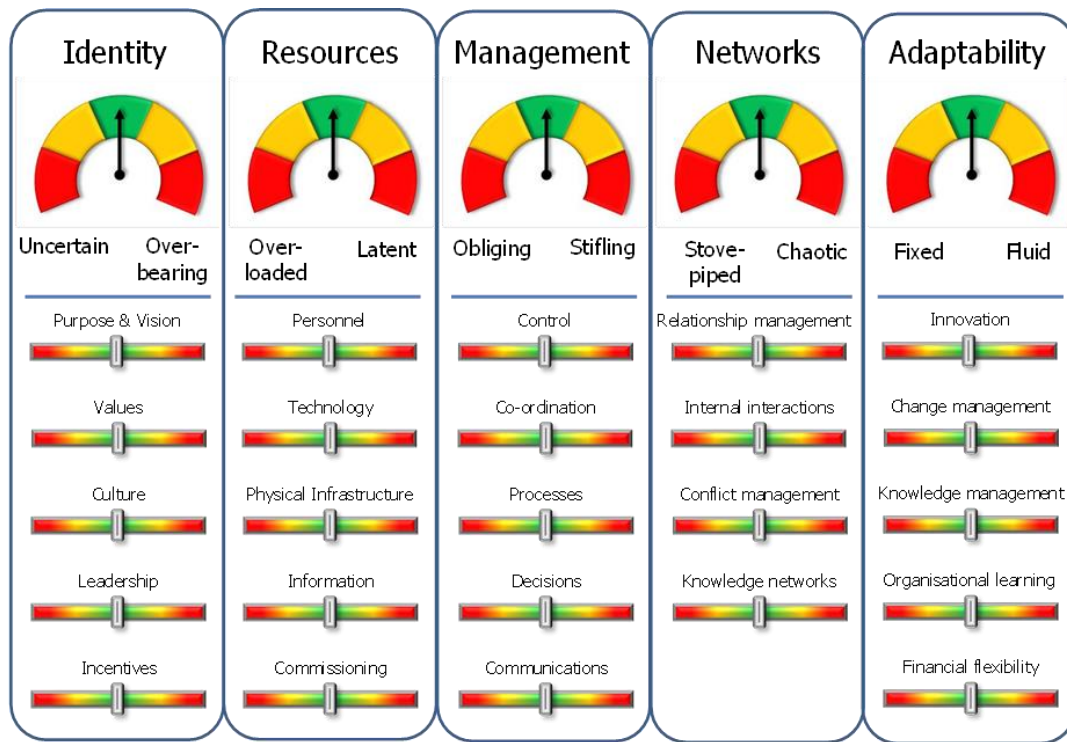 Identity
Uncertain
Over-
bearing
Purpose & Vision
Values
Culture
Leadership
Incentives
Resources
Over-
loaded
Latent
Personnel
Technology
Physical Infrastructure
Information
Commissioning
Management
Obliging
Stifling
Control
Co-ordination
Processes
Decisions
Communications
Networks
Stove-
piped
Chaotic
Relationship management
Internal interactions
Conflict management
Knowledge networks
Adaptability
Fixed
Fluid
Innovation
Change management
Knowledge management
Organisational learning
Financial flexibility